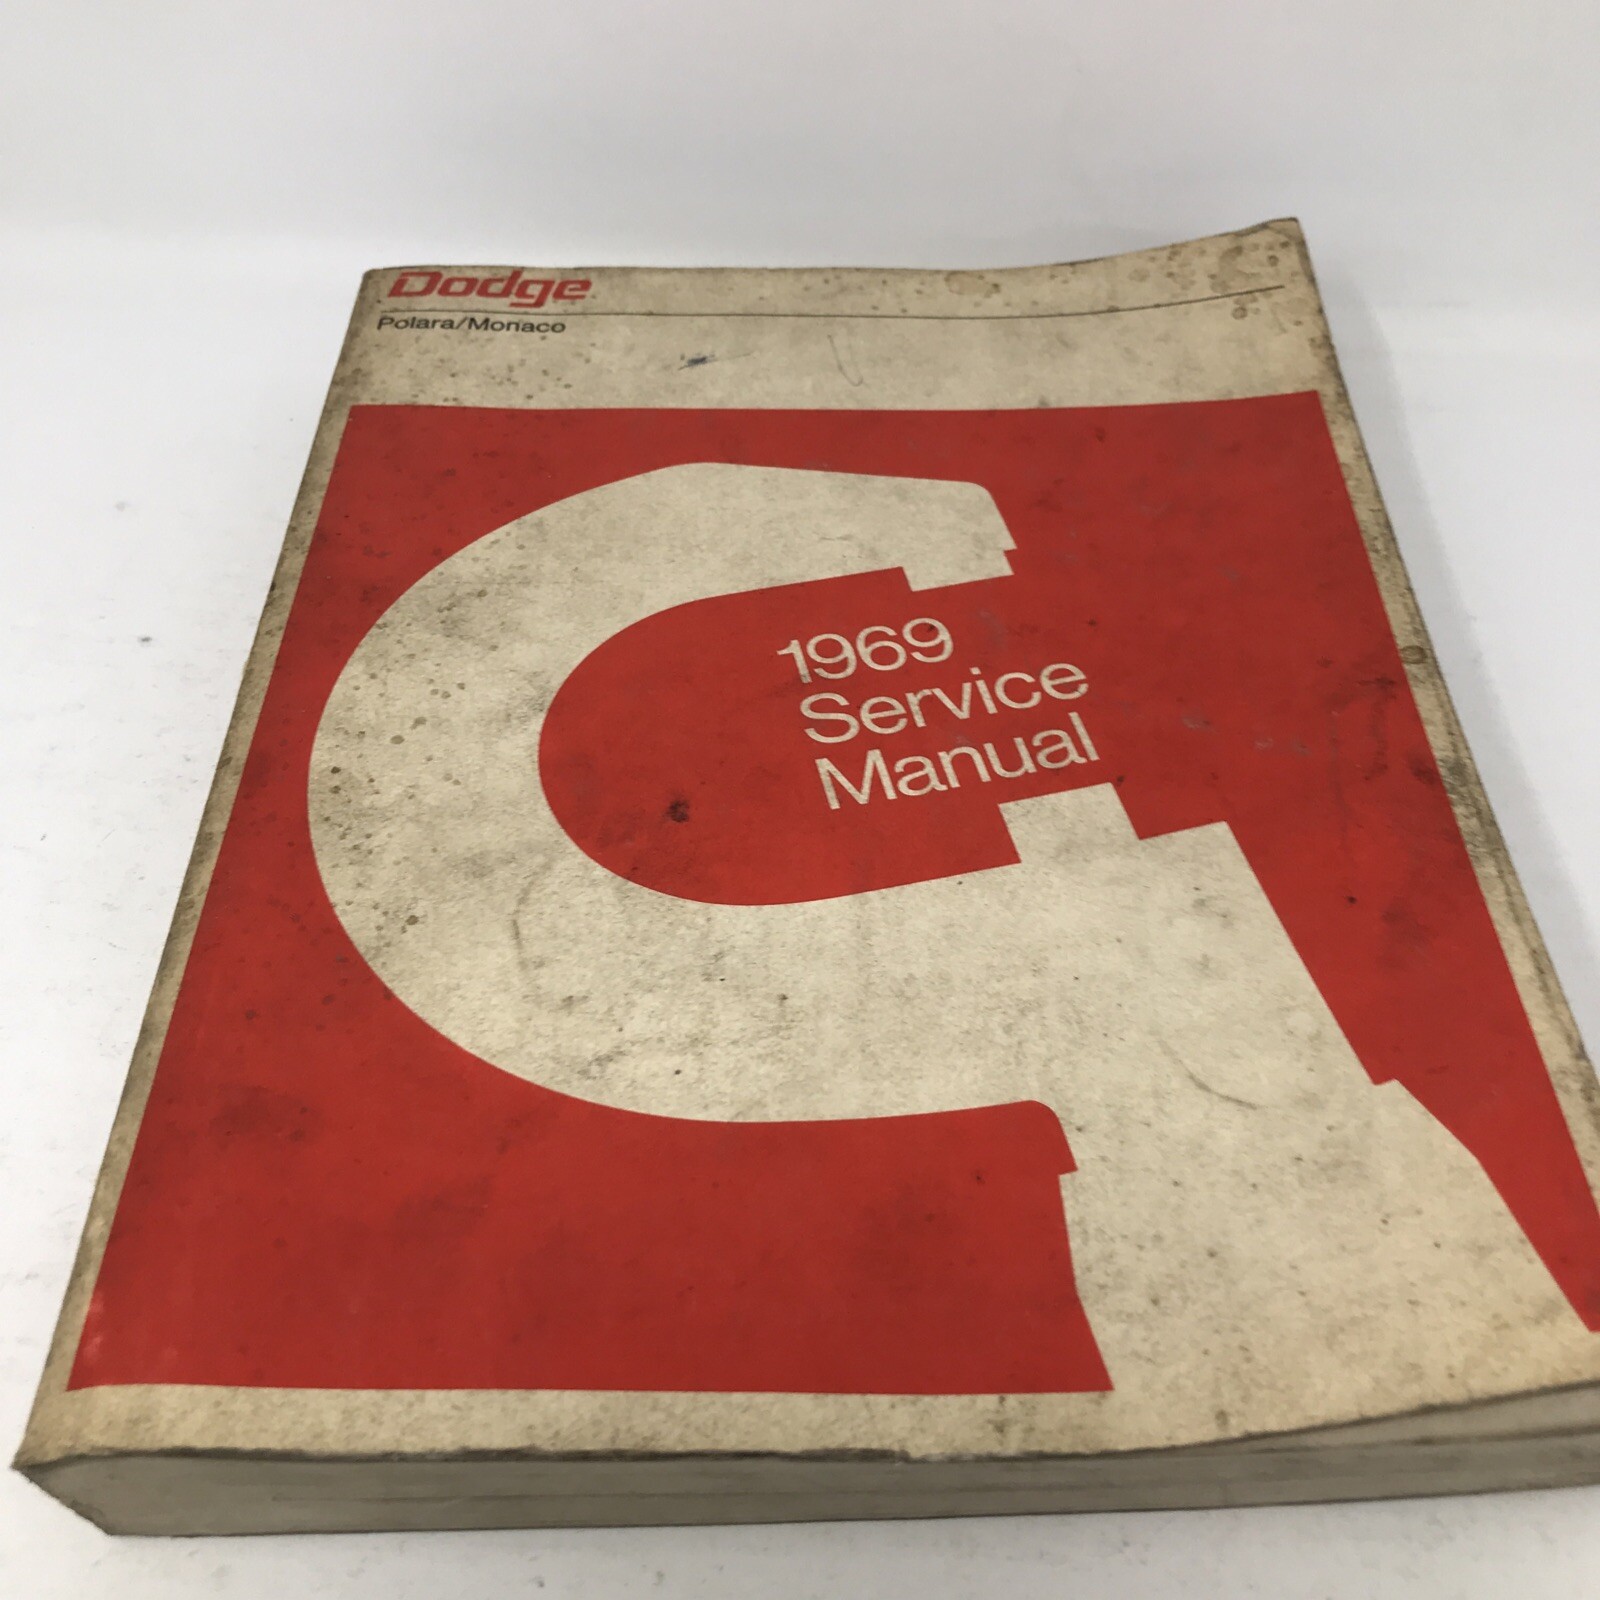 Dodge
Polara/Monaco
1969
Service
Manual